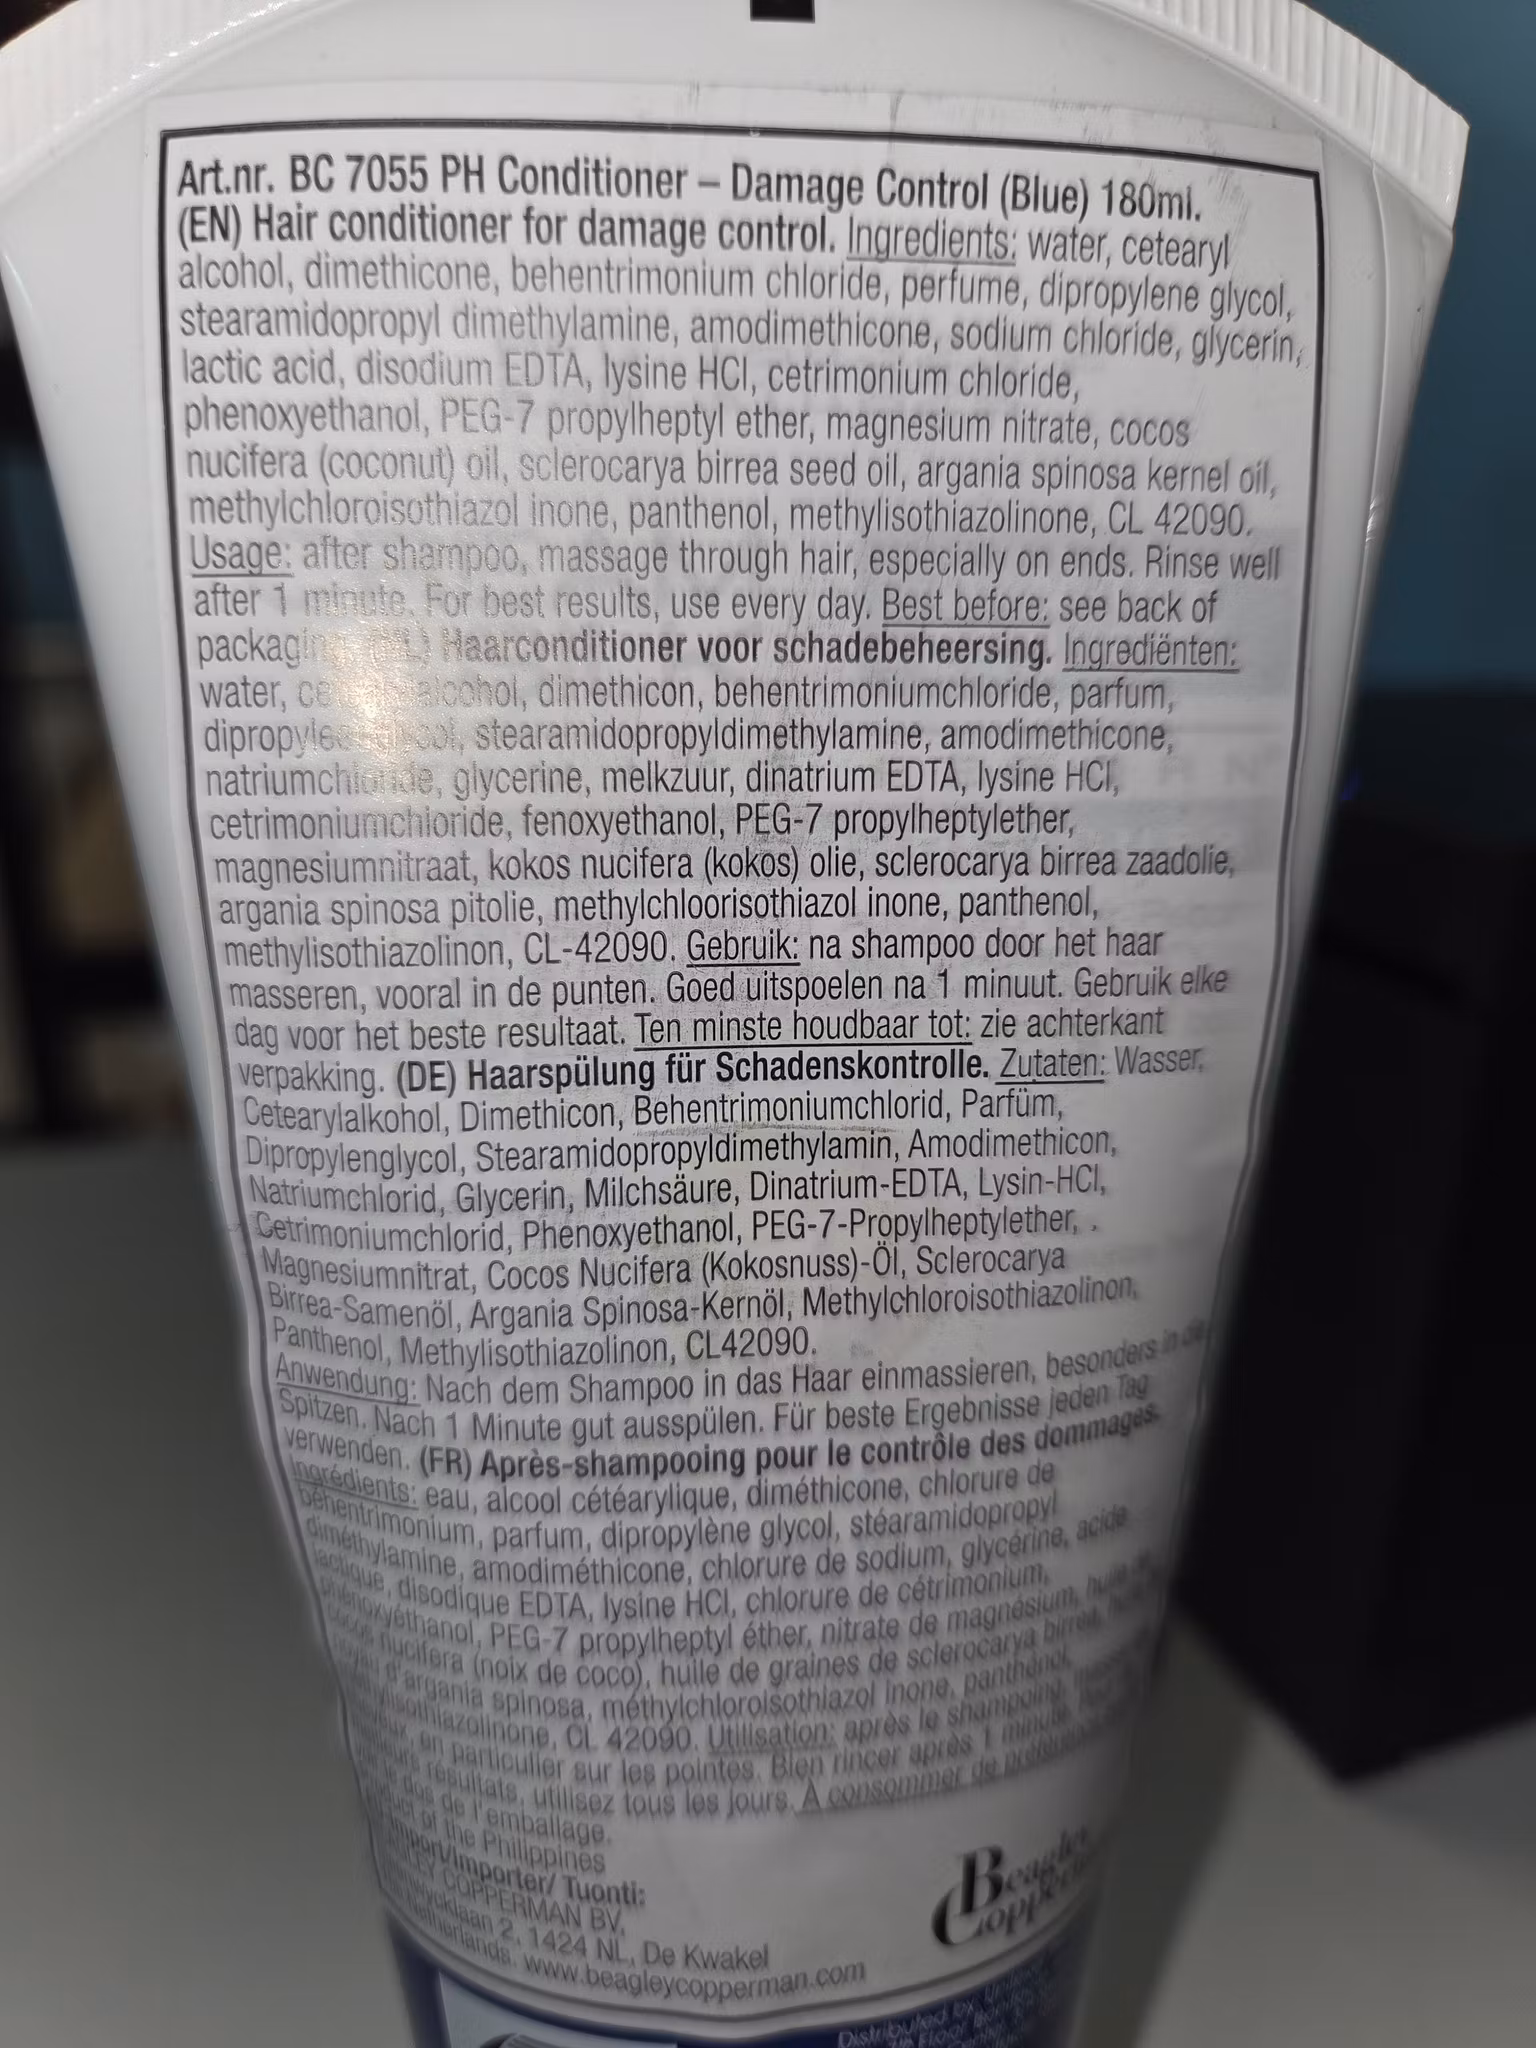 Art.nr. BC 7055 PH Conditioner – Damage Control (Blue) 180ml.
(EN) Hair conditioner for damage control. Ingredients: water, cetearyl
alcohol, dimethicone, behentrimonium chloride, perfume, dipropylene glycol,
stearamidopropyl dimethylamine, amodimethicone, sodium chloride, glycerin,
lactic acid, disodium EDTA, lysine HCl, cetrimonium chloride,
phenoxyethanol, PEG-7 propylheptyl ether, magnesium nitrate, cocos
nucifera (coconut) oil, sclerocarya birrea seed oil, argania spinosa kernel oil,
methylchloroisothiazol inone, panthenol, methylisothiazolinone, CL 42090.
Usage: after shampoo, massage through hair, especially on ends. Rinse well
after 1 minute. For best results, use every day. Best before: see back of
Haarconditioner voor schadebeheersing. Ingrediënten:
water, alcohol, dimethicon, behentrimoniumchloride, parfum,
stearamidopropyldimethylamine, amodimethicone,
natriumchloride, glycerine, melkzuur, dinatrium EDTA, lysine HCl,
cetrimoniumchloride, fenoxyethanol, PEG-7 propylheptylether,
magnesiumnitraat, kokos nucifera (kokos) olie, sclerocarya birrea zaadolie,
argania spinosa pitolie, methylchloorisothiazol inone, panthenol,
methylisothiazolinon, CL-42090. Gebruik: na shampoo door het haar
masseren, vooral in de punten. Goed uitspoelen na 1 minuut. Gebruik elke
dag voor het beste resultaat. Ten minste houdbaar tot: zie achterkant
verpakking. (DE) Haarspülung für Schadenskontrolle. Zutaten: Wasser,
Cetearylalkohol, Dimethicon, Behentrimoniumchlorid, Parfüm,
Dipropylenglycol, Stearamidopropyldimethylamin, Amodimethicon,
Natriumchlorid, Glycerin, Milchsäure, Dinatrium-EDTA, Lysin-HCl,
Cetrimoniumchlorid, Phenoxyethanol, PEG-7-Propylheptylether, .
Magnesiumnitrat, Cocos Nucifera (Kokosnuss)-Öl, Sclerocarya
Birrea-Samenöl, Argania Spinosa-Kernöl, Methylchloroisothiazolinon,
Panthenol, Methylisothiazolinon, CL42090.
Anwendung: Nach dem Shampoo in das Haar einmassieren, besonders in
Spitzen. Nach 1 Minute gut ausspülen. Für beste Ergebnisse jeden Tag
verwenden. (FR) Après-shampooing pour le contrôle des dommages.
Ingrédients: eau, alcool cétéarylique, diméthicone, chlorure de
béhentrimonium, parfum, dipropylène glycol, stéaramidopropyl
diméthylamine, amodiméthicone, chlorure de sodium, glycérine, acide
lactique, disodique EDTA, lysine HCl, chlorure de cétrimonium,
phénoxyéthanol, PEG-7 propylheptyl éther, nitrate de magnésium, huile
nucifera (noix de coco), huile de graines de sclerocarya birrea,
d'argania spinosa, méthylchloroisothiazol inone, panthénol,
CL 42090. Utilisation: après le shampoing,
en particulier sur les pointes. Bien rincer après 1 minute.
résultats, utilisez tous les jours. À consommer de
dos de l'emballage.
of the Philippines
Import/Importer/ Tuonti:
COPPERMAN BV,
2, 1424 NL, De Kwakel
www.beagleycopperman.com
Distributed by: